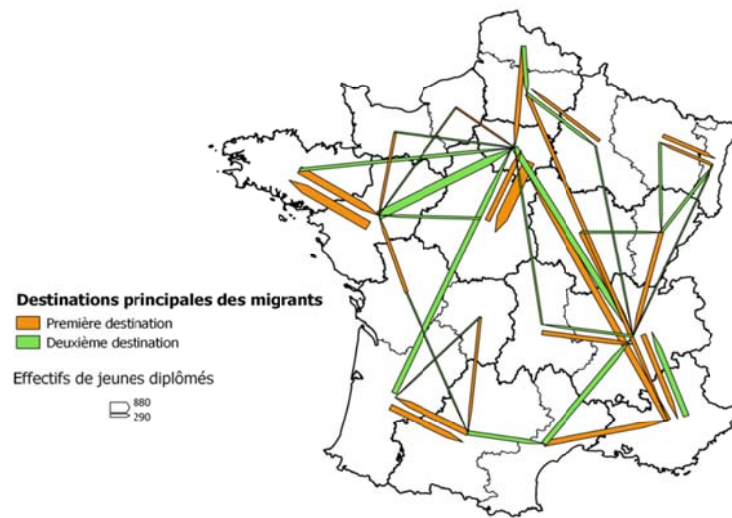 Destinations principales des migrants
Première destination
Deuxième destination
Effectifs de jeunes diplômés
880
290